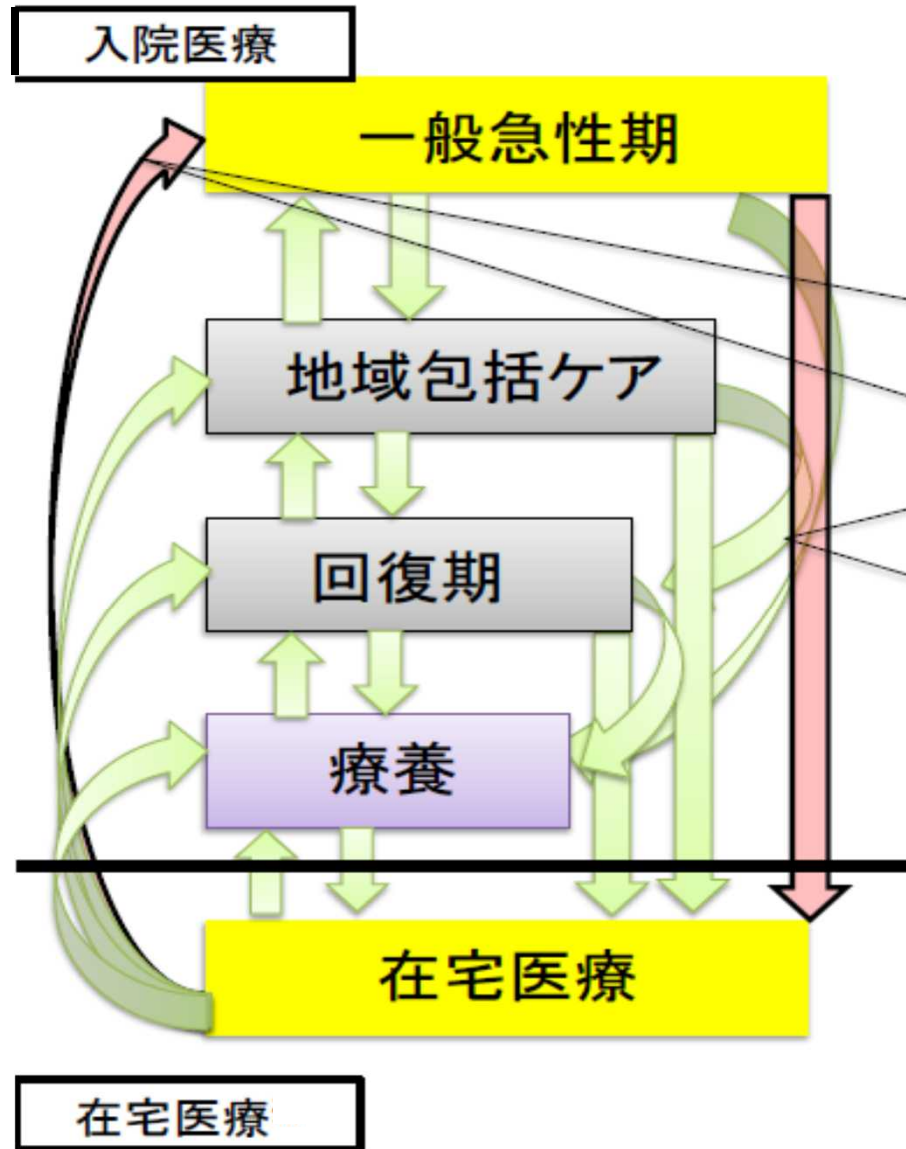 入院医療
一般急性期
地域包括ケア
回復期
療養
在宅医療
在宅医療